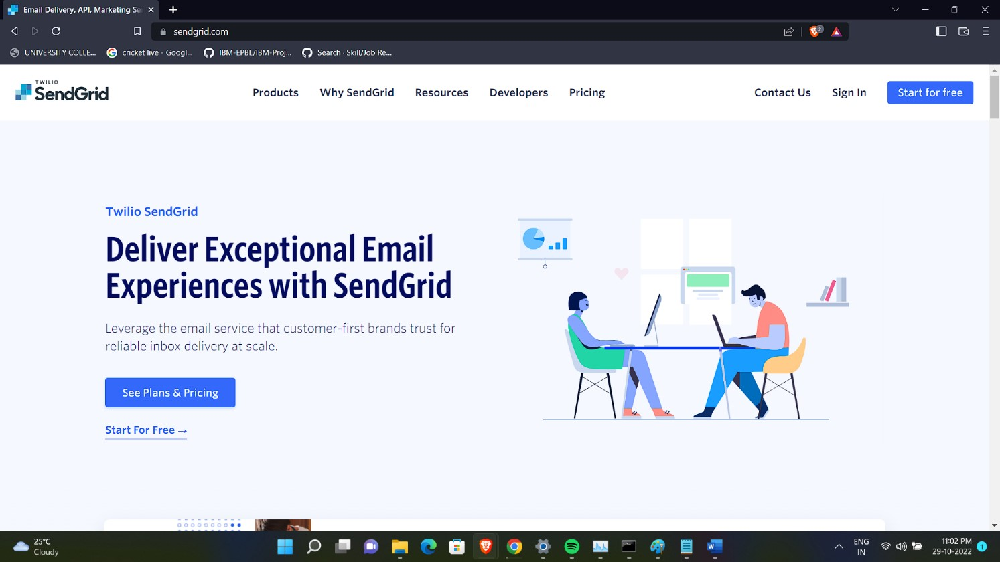 Email Delivery, API, Marketing Se
sendgrid.com
2
UNIVERSITY COLLE...
cricket live - Googl...
IBM-EPBL/IBM-Proj...
Search · Skill/Job Re...
TWILIO
SendGrid
Products
Why SendGrid
Resources
Developers
Pricing
Contact Us
Sign In
Start for free
Twilio SendGrid
Deliver Exceptional Email
Experiences with SendGrid
Leverage the email service that customer-first brands trust for
reliable inbox delivery at scale.
See Plans & Pricing
Start For Free →
25°C
Cloudy
ENG
IN
11:02 PM
29-10-2022
1